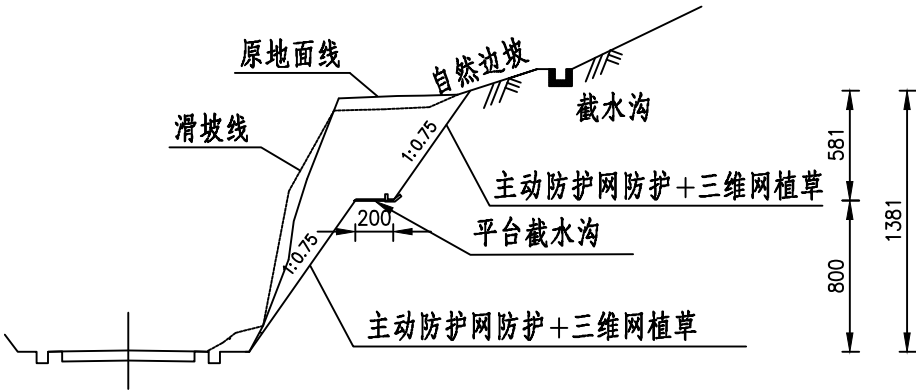 原地面线
自然边坡
截水沟
滑坡线
1:0.75
581
1381
主动防护网防护+三维网植草
200
平台截水沟
1:0.75
800
主动防护网防护+三维网植草